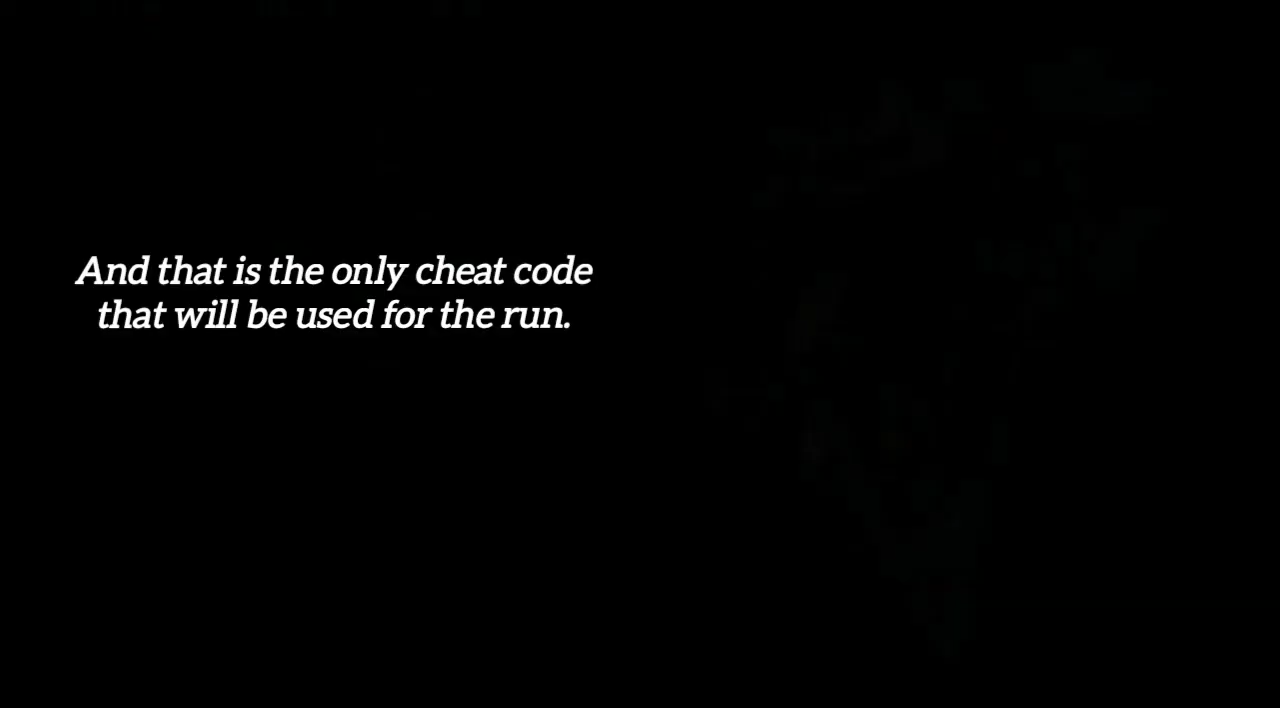 And that is the only cheat code
that will be used for the run.